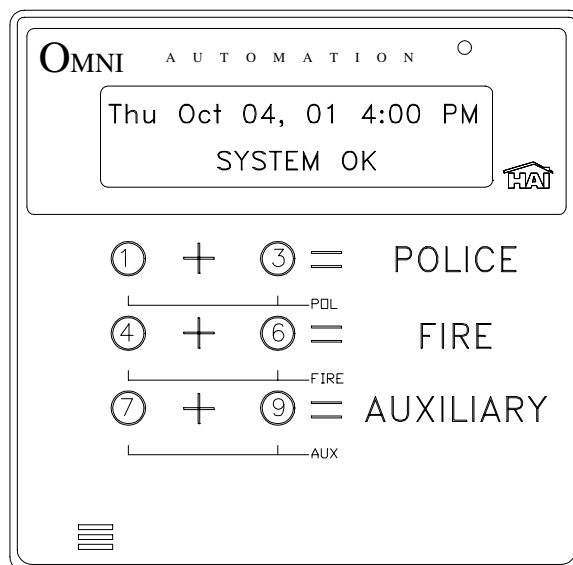 OMNI AUTOMATION
Thu Oct 04, 01 4:00 PM
SYSTEM OK
HAI
1 + 3 = POLICE
POL
4 + 6 = FIRE
FIRE
7 + 9 = AUXILIARY
AUX